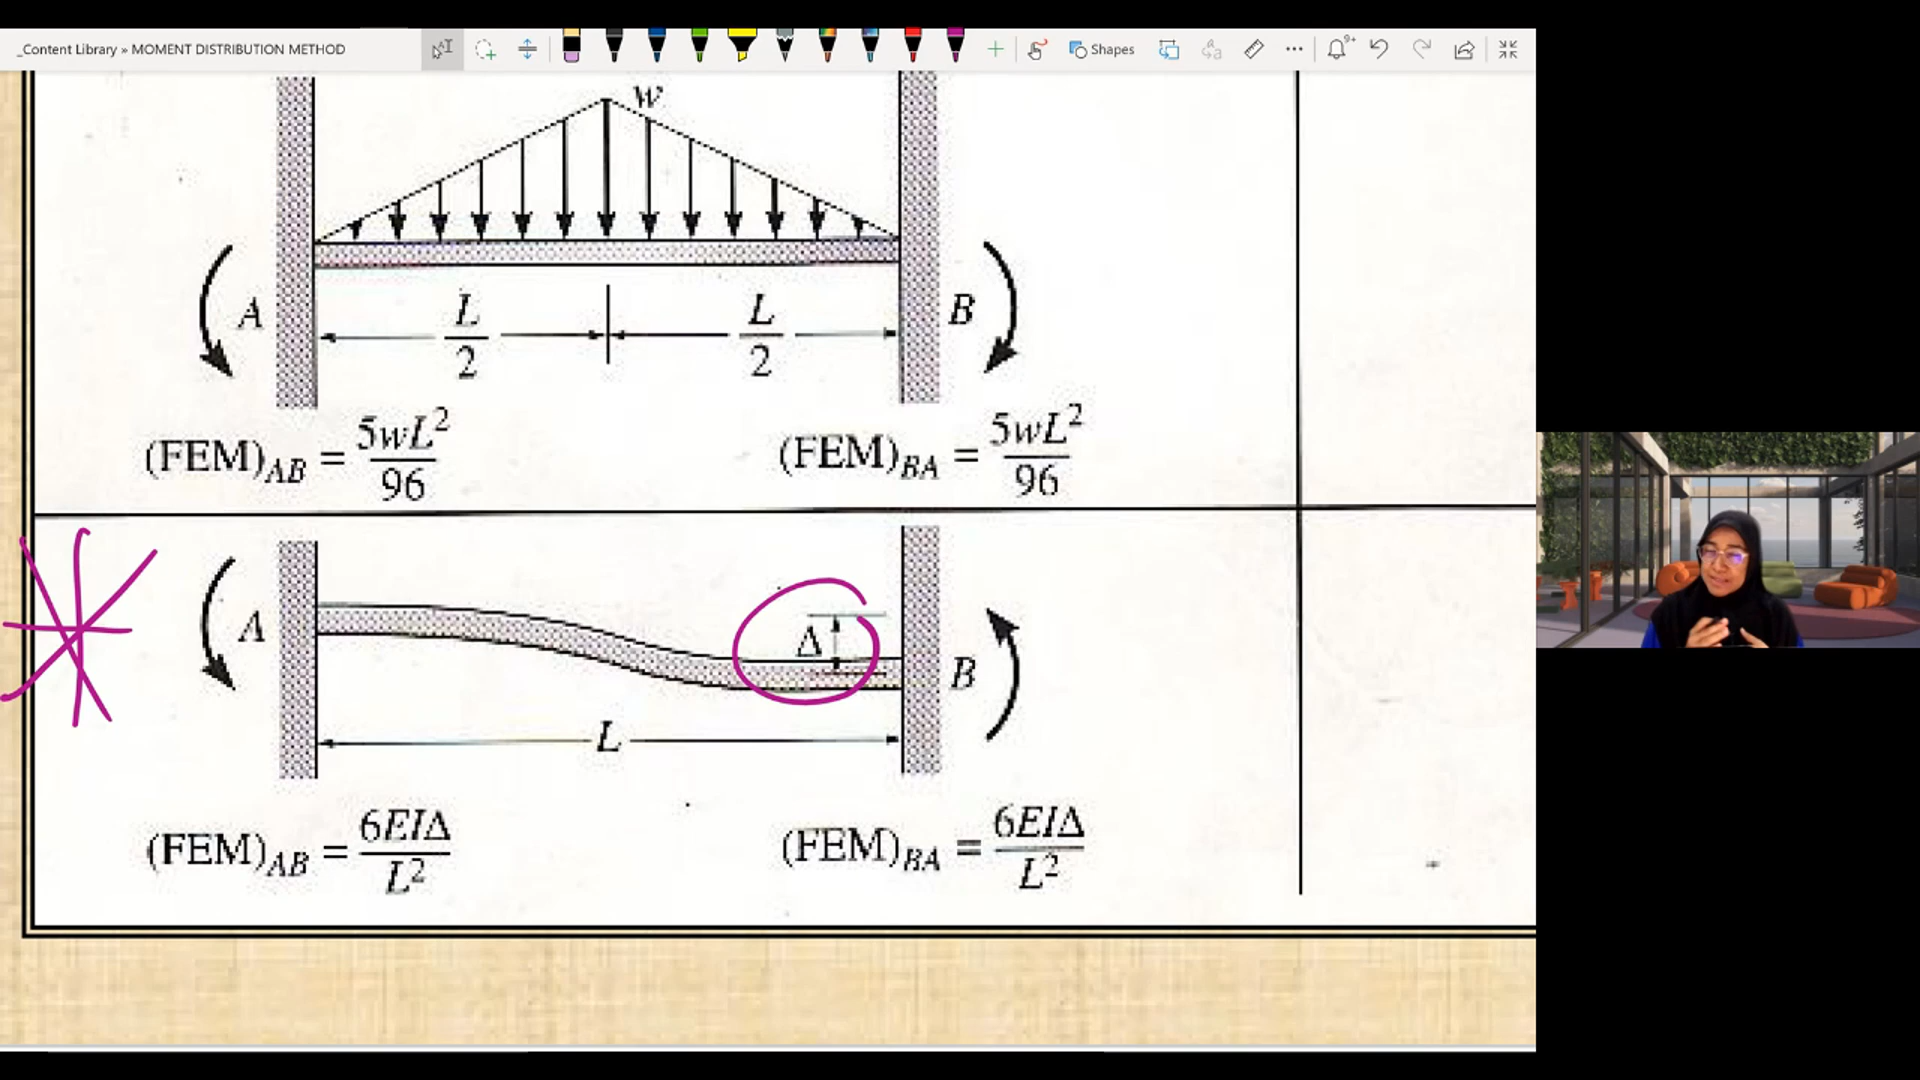 _Content Library » MOMENT DISTRIBUTION METHOD
Shapes
9+
w
A
L/2
L/2
B
(FEM)AB = 5wL²/96
(FEM)BA = 5wL²/96
A
Δ
B
L
(FEM)AB = 6EIΔ/L²
(FEM)BA = 6EIΔ/L²